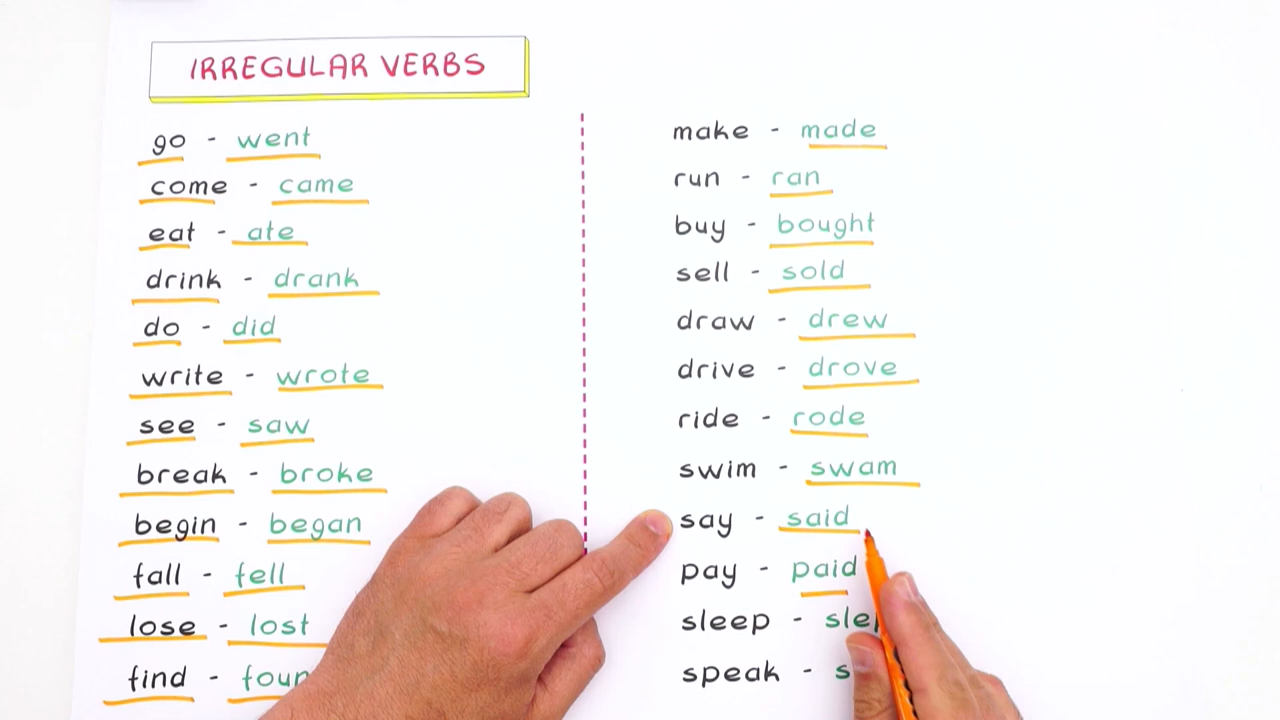 IRREGULAR VERBS
go - went
come - came
eat - ate
drink - drank
do - did
write - wrote
see - saw
break - broke
begin - began
fall - fell
lose - lost
find -
make - made
run - ran
buy - bought
sell - sold
draw - drew
drive - drove
ride - rode
swim - swam
say - said
pay - paid
sleep -
speak -